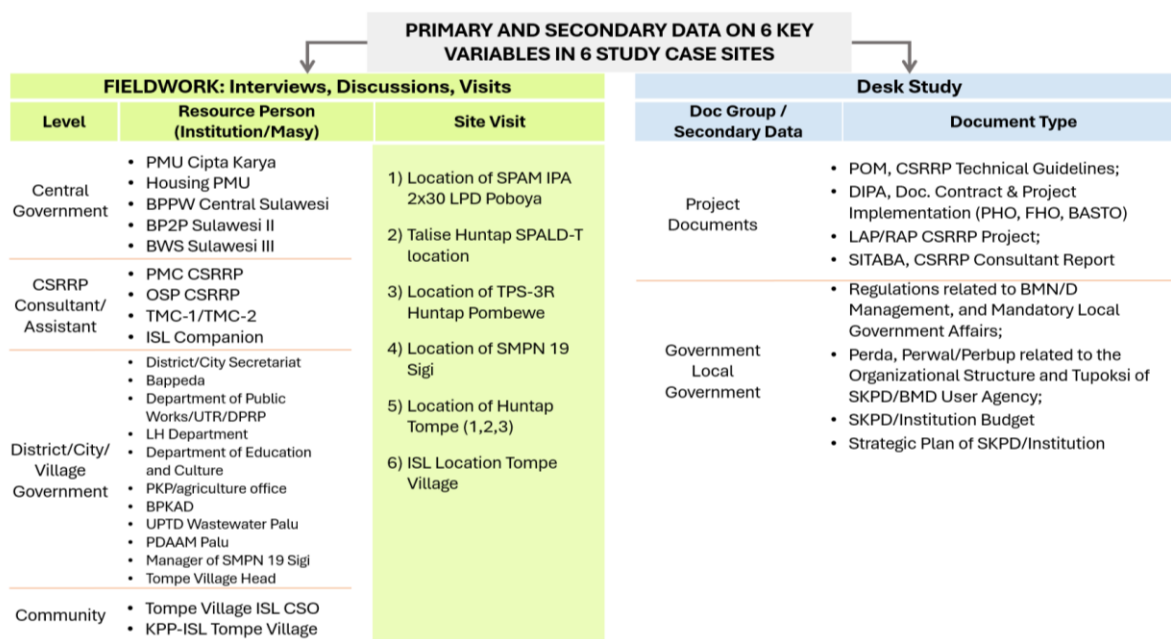 PRIMARY AND SECONDARY DATA ON 6 KEY
VARIABLES IN 6 STUDY CASE SITES
FIELDWORK: Interviews, Discussions, Visits
Level
Resource Person
(Institution/Masy)
Site Visit
Central
Government
• PMU Cipta Karya
• Housing PMU
• BPPW Central Sulawesi
• BP2P Sulawesi II
• BWS Sulawesi III
CSRRP
Consultant/
Assistant
• PMC CSRRP
• OSP CSRRP
• TMC-1/TMC-2
• ISL Companion
District/City/
Village
Government
• District/City Secretariat
• Bappeda
• Department of Public
Works/UTR/DPRP
• LH Department
• Department of Education
and Culture
• PKP/agriculture office
• BPKAD
• UPTD Wastewater Palu
• PDAAM Palu
• Manager of SMPN 19 Sigi
• Tompe Village Head
Community
• Tompe Village ISL CSO
• KPP-ISL Tompe Village
1) Location of SPAM IPA
2x30 LPD Poboya
2) Talise Huntap SPALD-T
location
3) Location of TPS-3R
Huntap Pombewe
4) Location of SMPN 19
Sigi
5) Location of Huntap
Tompe (1,2,3)
6) ISL Location Tompe
Village
Desk Study
Doc Group /
Secondary Data
Document Type
Project
Documents
• POM, CSRRP Technical Guidelines;
• DIPA, Doc. Contract & Project
Implementation (PHO, FHO, BASTO)
• LAP/RAP CSRRP Project;
• SITABA, CSRRP Consultant Report
Government
Local
Government
• Regulations related to BMN/D
Management, and Mandatory Local
Government Affairs;
• Perda, Perwal/Perbup related to the
Organizational Structure and Tupoksi of
SKPD/BMD User Agency;
• SKPD/Institution Budget
• Strategic Plan of SKPD/Institution